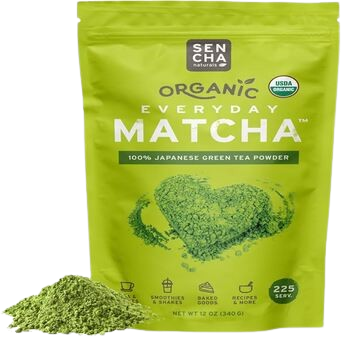 SEN
CHA
naturals
ORGANIC
USDA
ORGANIC
EVERYDAY
MATCHA™
100% JAPANESE GREEN TEA POWDER
SMOOTHIES & SHAKES
BAKED GOODS
RECIPES & MORE
225
SERV.
NET WT 12 OZ (340 G)